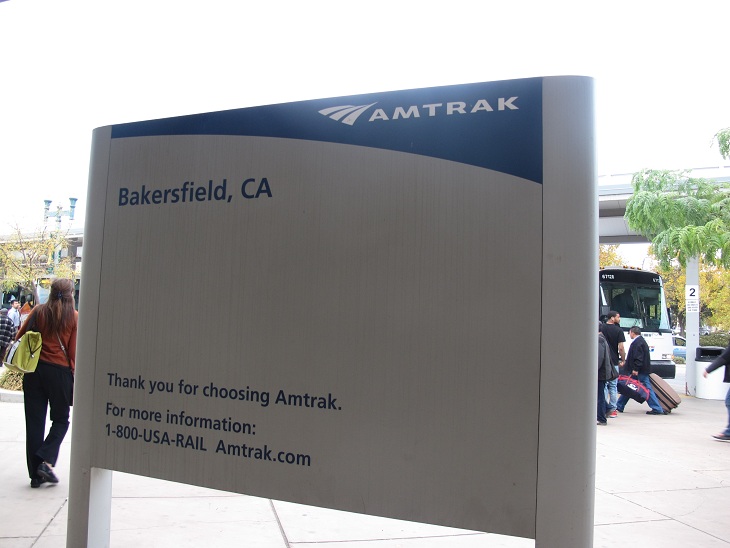 AMTRAK
Bakersfield, CA
Thank you for choosing Amtrak.
For more information:
1-800-USA-RAIL Amtrak.com
2